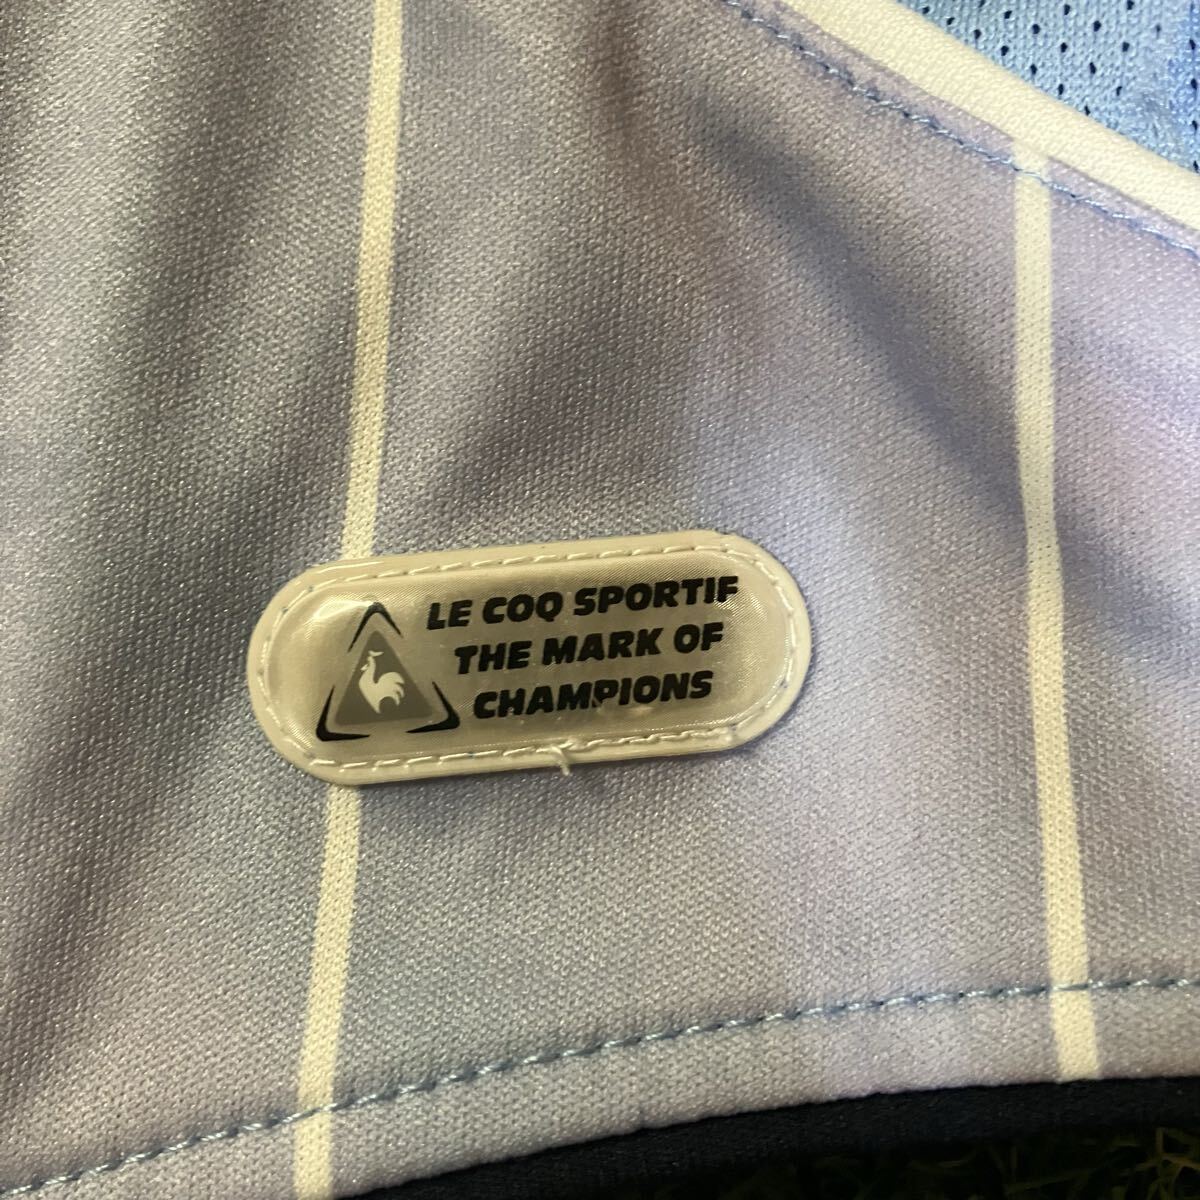 LE COQ SPORTIF
THE MARK OF
CHAMPIONS